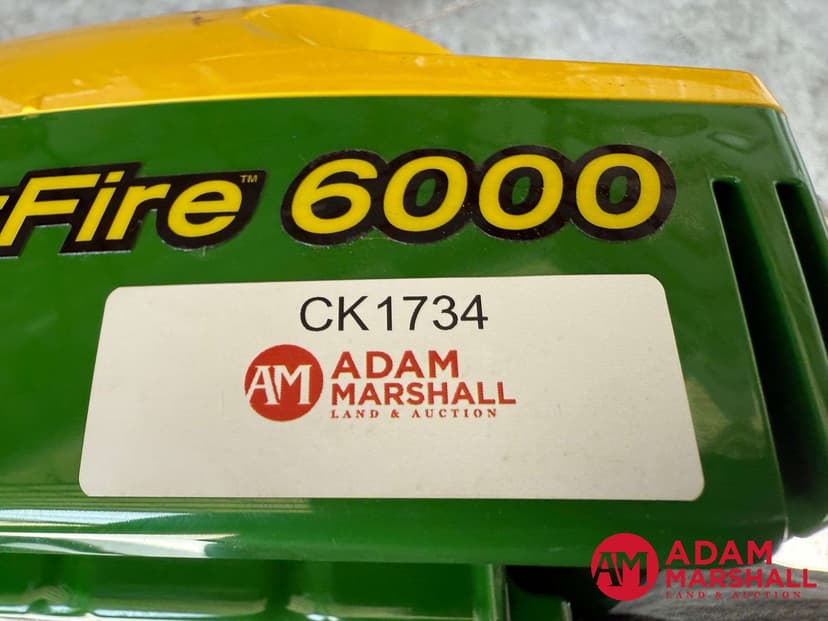 Fire™ 6000
CK1734
AM ADAM
MARSHALL
LAND & AUCTION
AM ADAM
MARSHALL
LAND & AUCTION